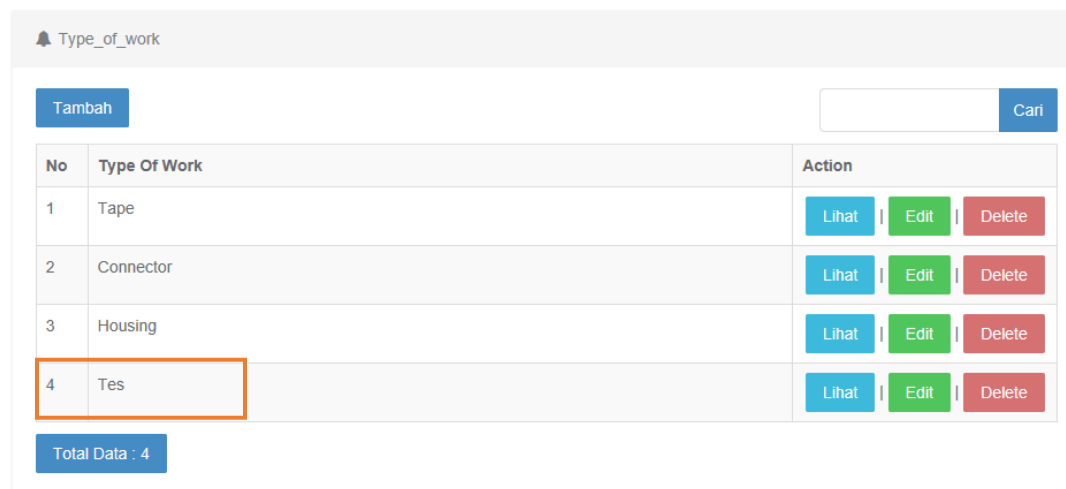 Type_of_work
Tambah Cari
No Type Of Work Action
1 Tape Lihat | Edit | Delete
2 Connector Lihat | Edit | Delete
3 Housing Lihat | Edit | Delete
4 Tes Lihat | Edit | Delete
Total Data : 4